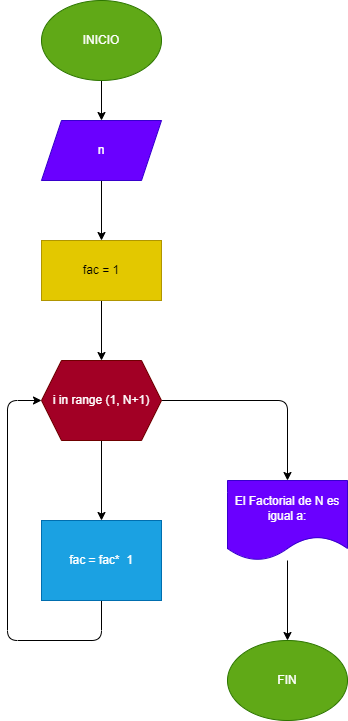 INICIO
n
fac = 1
i in range (1, N+1)
fac = fac* 1
El Factorial de N es
igual a:
FIN